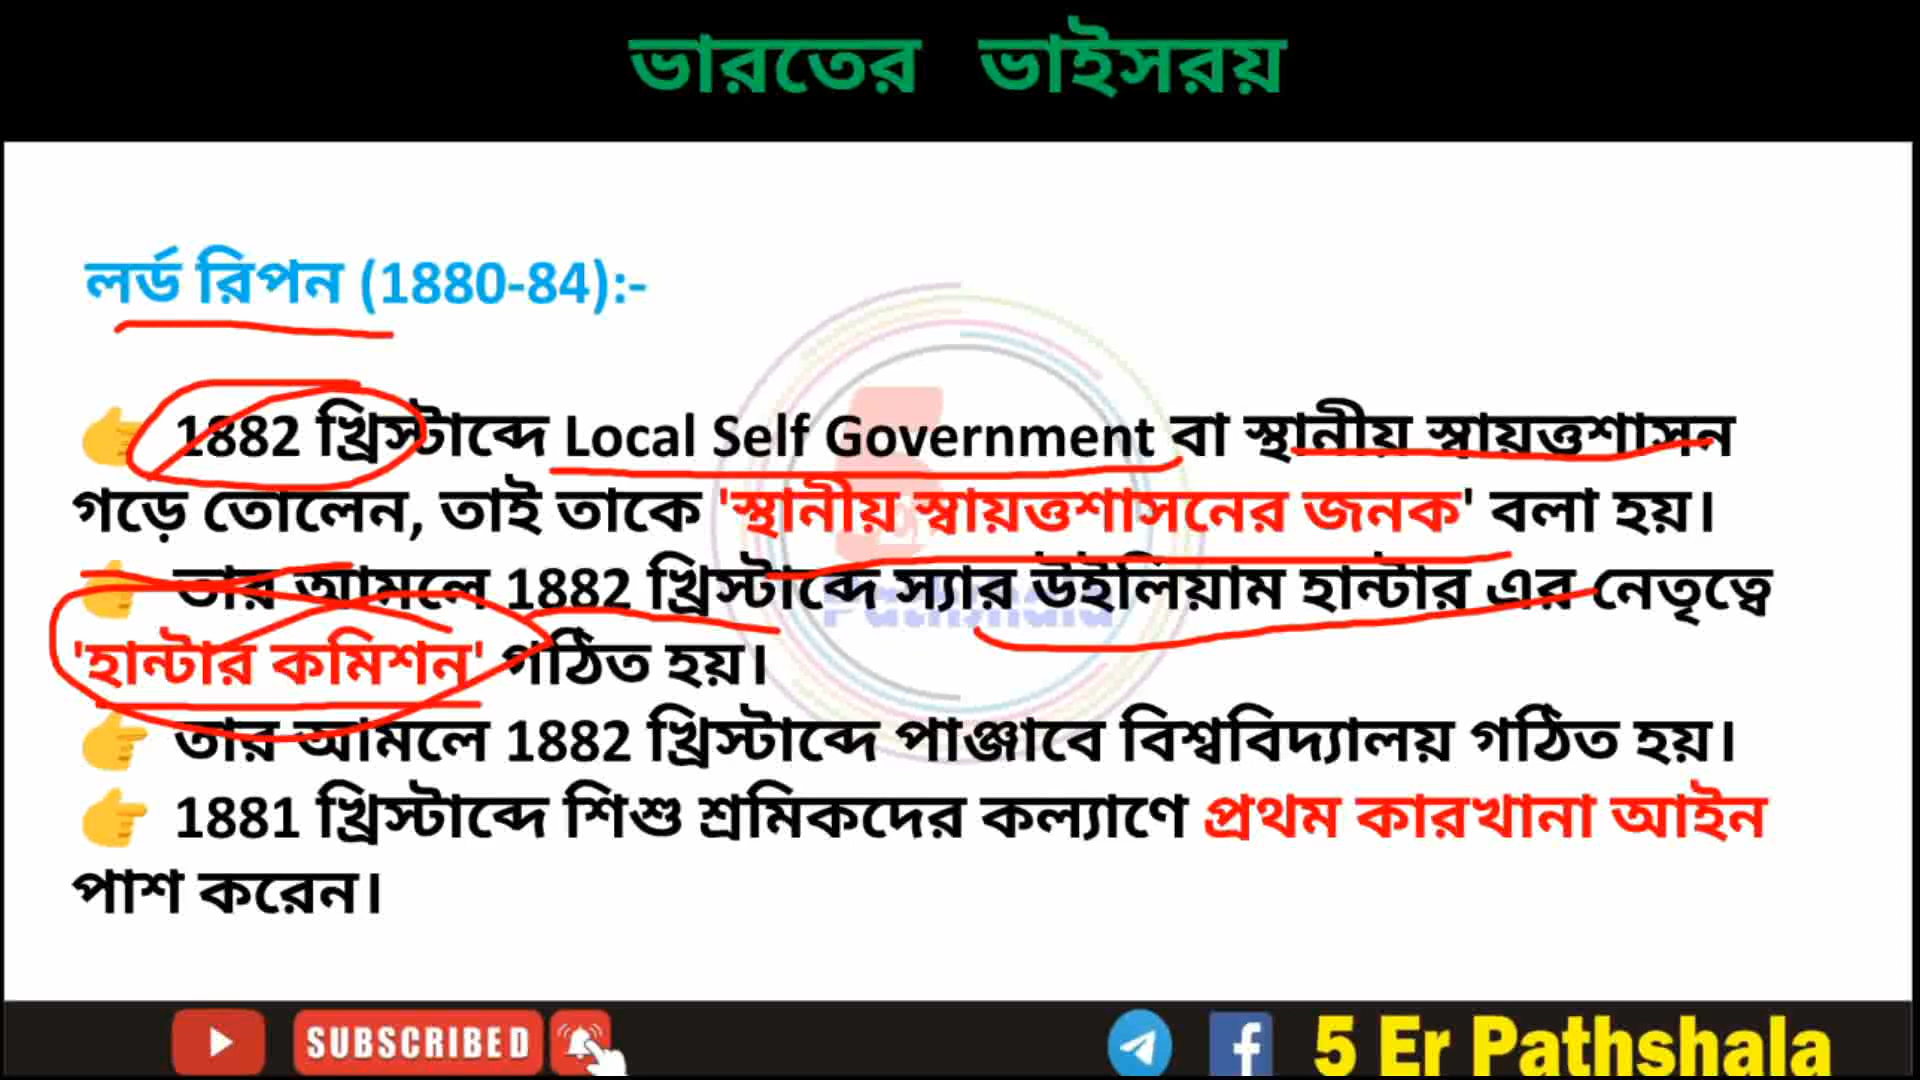 ভারতের ভাইসরয়
লর্ড রিপন (1880-84):-
👉 1882 খ্রিস্টাব্দে Local Self Government বা স্থানীয় স্বায়ত্তশাসন
গড়ে তোলেন, তাই তাকে 'স্থানীয় স্বায়ত্তশাসনের জনক' বলা হয়।
👉 তার আমলে 1882 খ্রিস্টাব্দে স্যার উইলিয়াম হান্টার এর নেতৃত্বে
'হান্টার কমিশন' গঠিত হয়।
👉 তার আমলে 1882 খ্রিস্টাব্দে পাঞ্জাবে বিশ্ববিদ্যালয় গঠিত হয়।
👉 1881 খ্রিস্টাব্দে শিশু শ্রমিকদের কল্যাণে প্রথম কারখানা আইন
পাশ করেন।
Pathshala
SUBSCRIBED
5 Er Pathshala